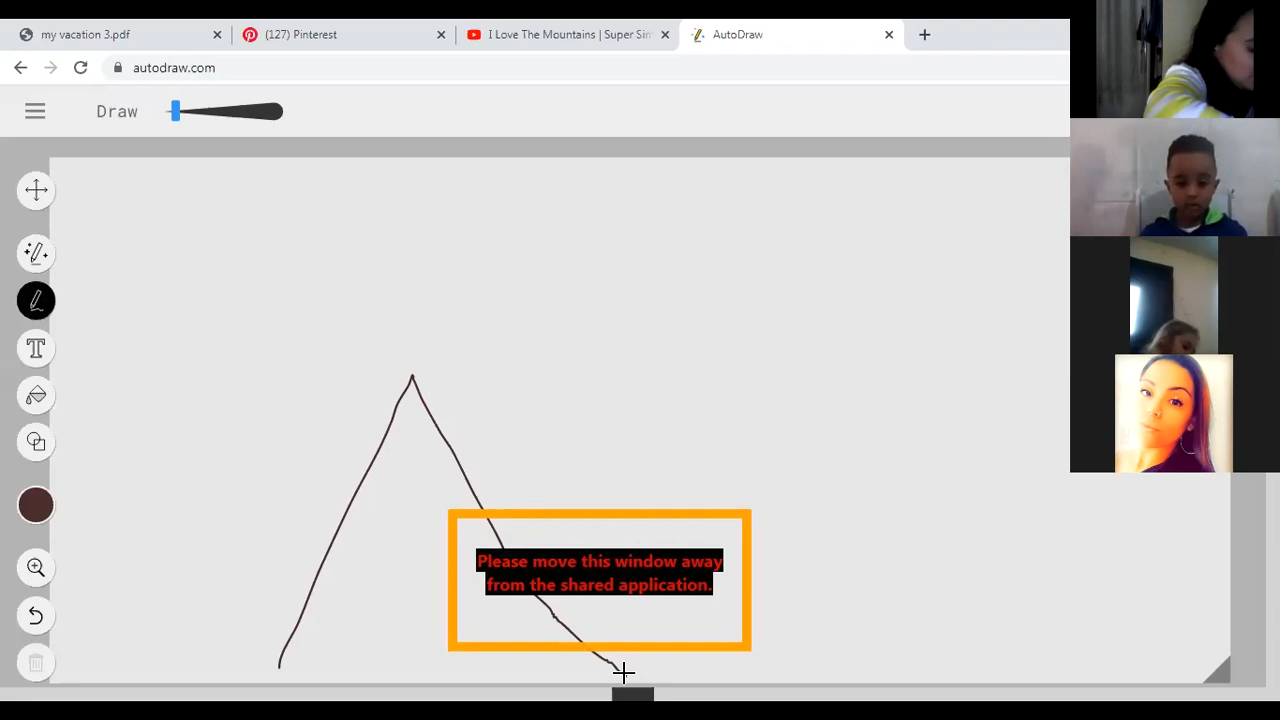 my vacation 3.pdf
(127) Pinterest
I Love The Mountains | Super Sim
AutoDraw
autodraw.com
Draw
T
Please move this window away
from the shared application.